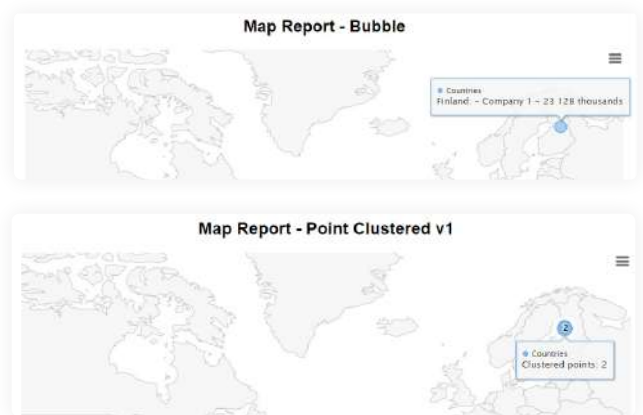 Map Report - Bubble
Countries
Finland: - Company 1 - 23 128 thousands
Map Report - Point Clustered v1
2
Countries
Clustered points: 2